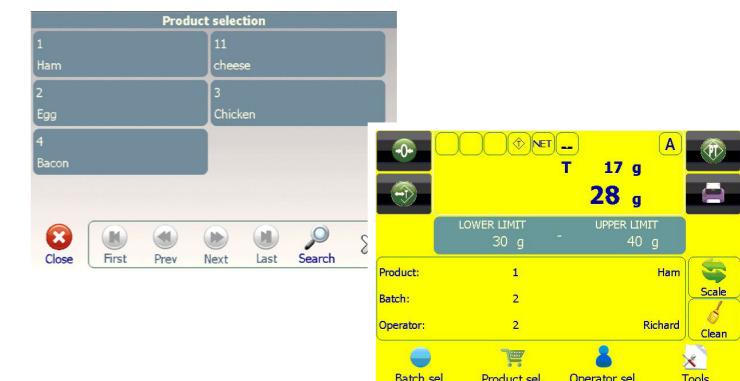 Product selection
1
Ham
11
cheese
2
Egg
3
Chicken
4
Bacon
Close
First
Prev
Next
Last
Search
NET
A
PT
T 17 g
28 g
LOWER LIMIT - UPPER LIMIT
30 g 40 g
Product: 1 Ham
Batch: 2
Operator: 2 Richard
Scale
Clean
Batch sel
Product sel
Operator sel
Tools